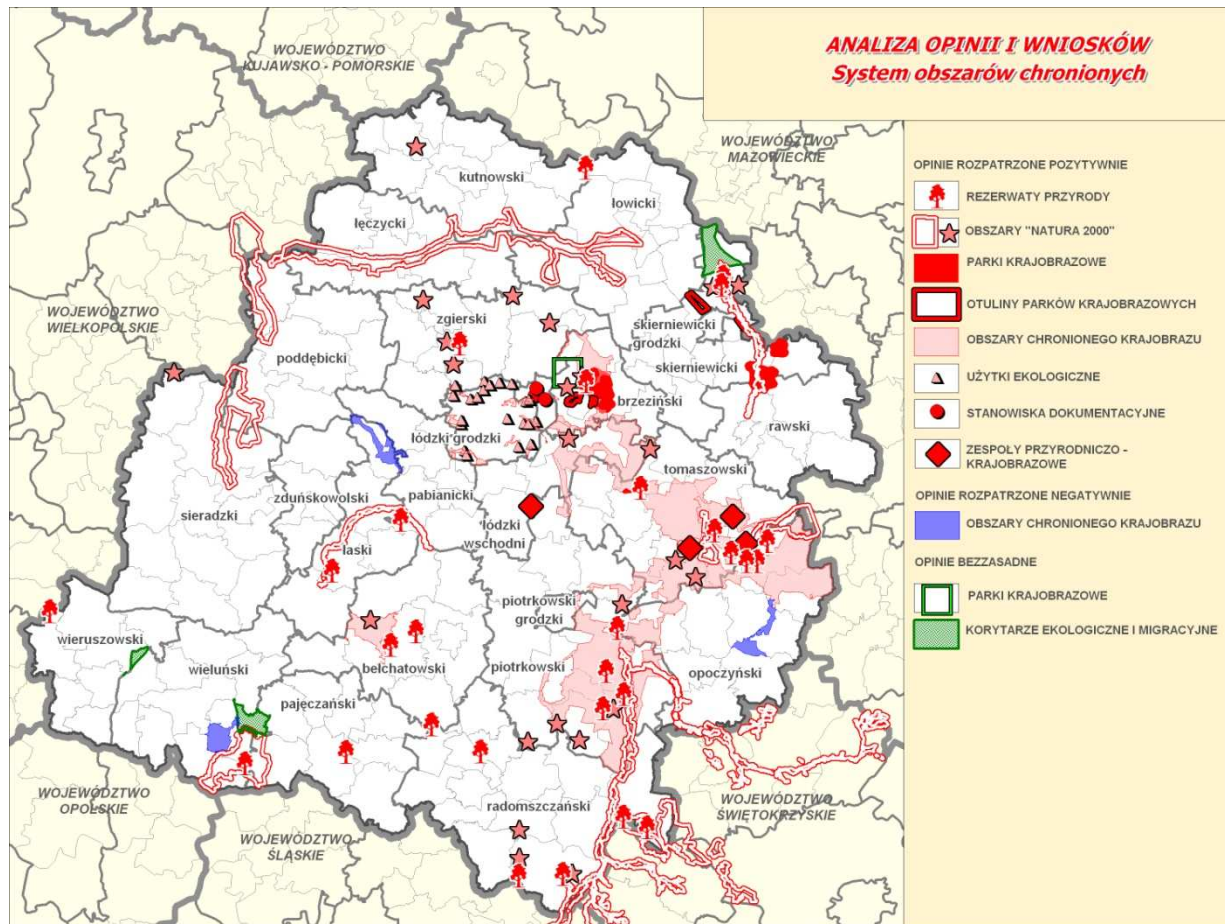 ANALIZA OPINII I WNIOSKÓW
System obszarów chronionych
WOJEWÓDZTWO
KUJAWSKO - POMORSKIE
WOJEWÓDZTWO
MAZOWIECKIE
WOJEWÓDZTWO
WIELKOPOLSKIE
WOJEWÓDZTWO
OPOLSKIE
WOJEWÓDZTWO
ŚLĄSKIE
WOJEWÓDZTWO
ŚWIĘTOKRZYSKIE
kutnowski
łęczycki
łowicki
zgierski
skierniewicki
grodzki
skierniewicki
poddębicki
brzeziński
rawski
łódzki grodzki
tomaszowski
sieradzki
zduńskowolski
pabianicki
łódzki
wschodni
łaski
piotrkowski
grodzki
wieruszowski
wieluński
bełchatowski
piotrkowski
opoczyński
pajęczański
radomszczański
OPINIE ROZPATRZONE POZYTYWNIE
REZERWATY PRZYRODY
OBSZARY "NATURA 2000"
PARKI KRAJOBRAZOWE
OTULINY PARKÓW KRAJOBRAZOWYCH
OBSZARY CHRONIONEGO KRAJOBRAZU
UŻYTKI EKOLOGICZNE
STANOWISKA DOKUMENTACYJNE
ZESPOŁY PRZYRODNICZO -
KRAJOBRAZOWE
OPINIE ROZPATRZONE NEGATYWNIE
OBSZARY CHRONIONEGO KRAJOBRAZU
OPINIE BEZZASADNE
PARKI KRAJOBRAZOWE
KORYTARZE EKOLOGICZNE I MIGRACYJNE